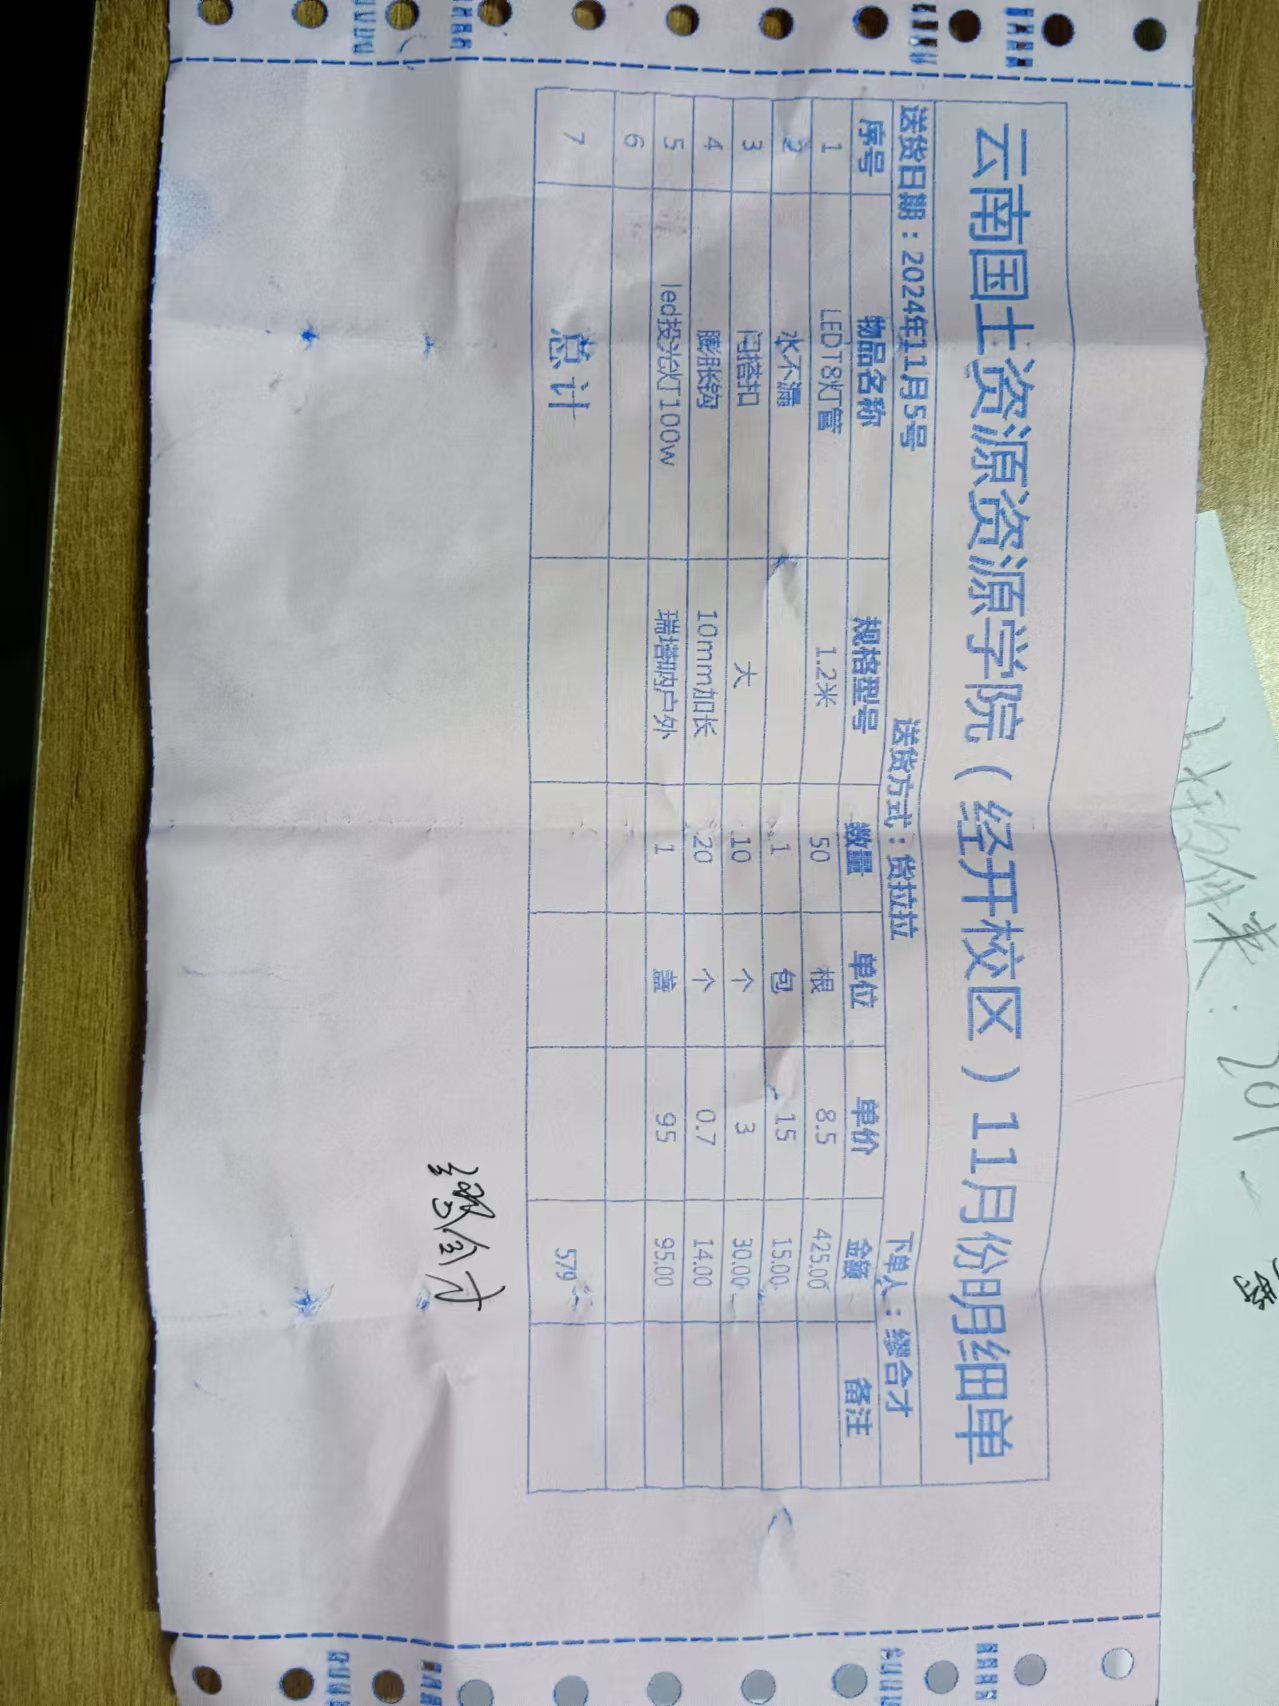 云南国土资源资源学院（经开校区）11月份明细单
送货日期：2024年11月5号 送货方式：货拉拉 下单人：缪合才
序号 物品名称 规格型号 数量 单位 单价 金额 备注
1 LED T8灯管 1.2米 50 根 8.5 425.00
2 水不漏 1 包 15 15.00
3 闪搭扣 大 10 个 3 30.00
4 膨胀钩 10mm加长 20 个 0.7 14.00
5 led投光灯100w 瑞塔纳户外 1 盏 95 95.00
6
7 总计 579
缪合才